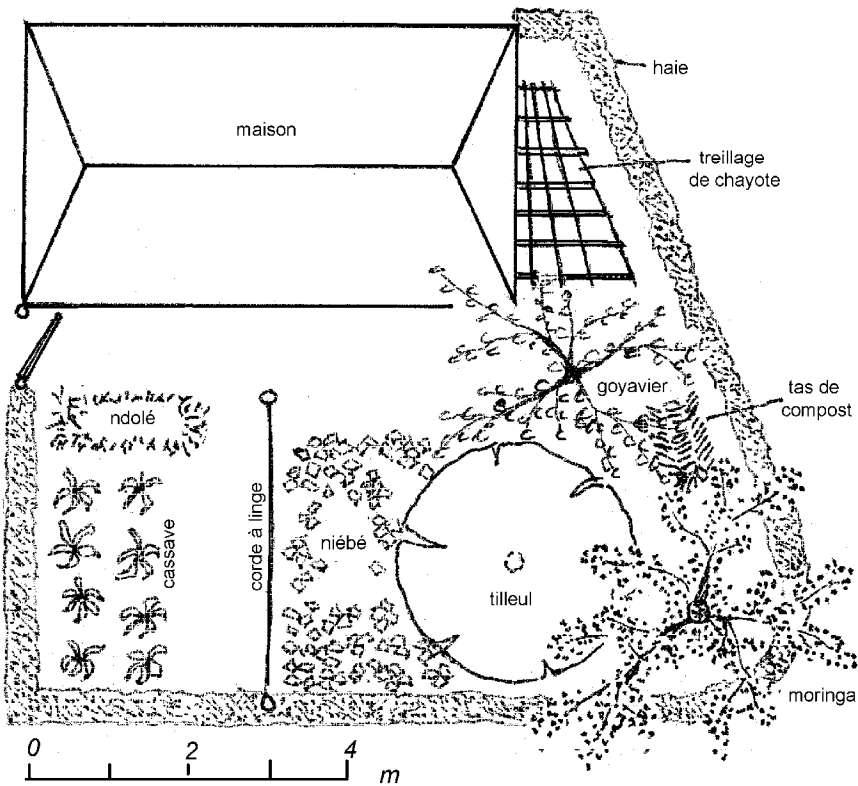 haie
maison
treillage
de chayote
goyavier
tas de
compost
ndolé
cassave
corde à linge
niébé
tilleul
moringa
0 2 4
m